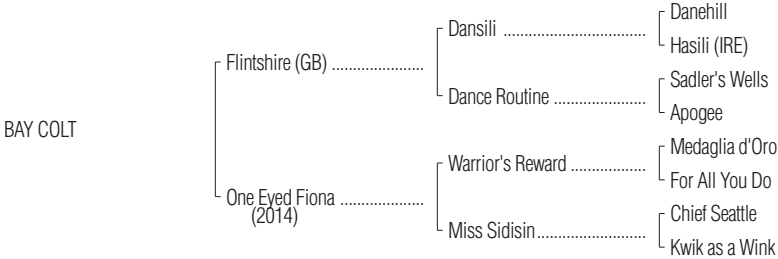 Danehill
Dansili ................................
Hasili (IRE)
Flintshire (GB) .....................
Sadler's Wells
Dance Routine .....................
Apogee
BAY COLT
Medaglia d'Oro
Warrior's Reward .................
For All You Do
One Eyed Fiona ...................
(2014)
Chief Seattle
Miss Sidisin.........................
Kwik as a Wink